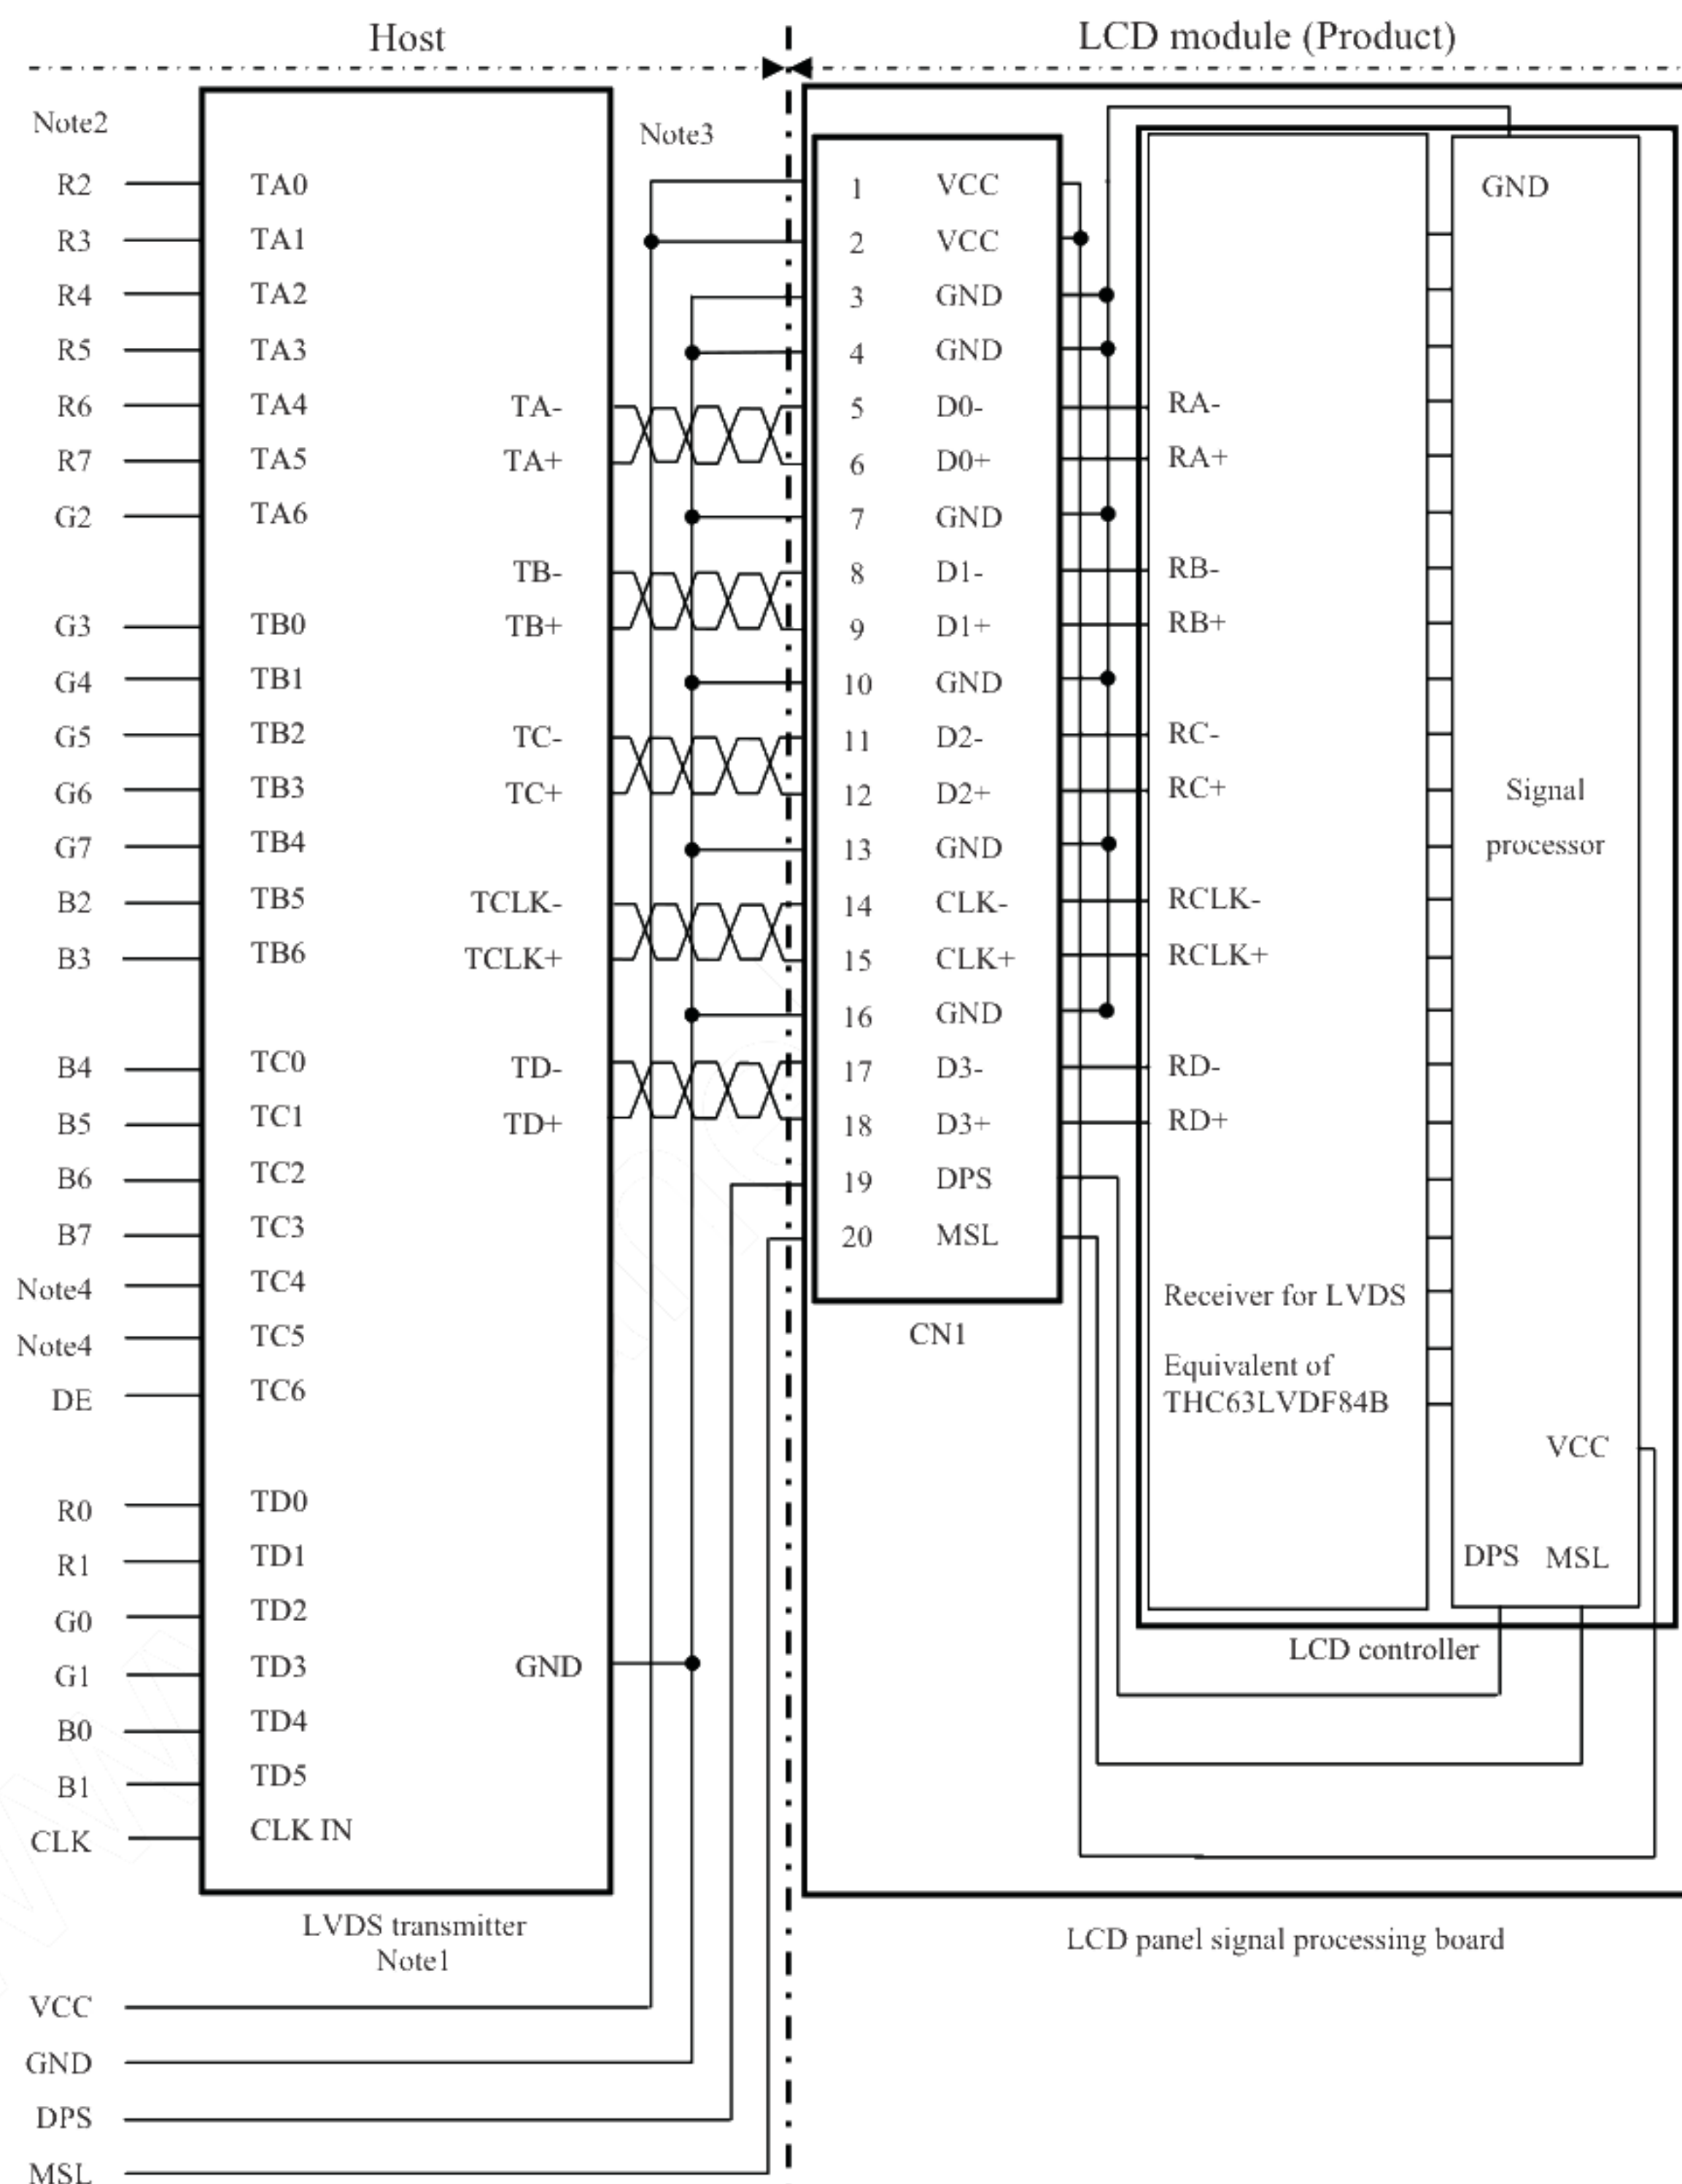 Host
LCD module (Product)
Note2
Note3
R2 TA0
R3 TA1
R4 TA2
R5 TA3
R6 TA4 TA-
R7 TA5 TA+
G2 TA6
TB-
G3 TB0 TB+
G4 TB1
G5 TB2 TC-
G6 TB3 TC+
G7 TB4
B2 TB5 TCLK-
B3 TB6 TCLK+
B4 TC0 TD-
B5 TC1 TD+
B6 TC2
B7 TC3
Note4 TC4
Note4 TC5
DE TC6
R0 TD0
R1 TD1
G0 TD2
G1 TD3 GND
B0 TD4
B1 TD5
CLK CLK IN
LVDS transmitter
Note1
VCC
GND
DPS
MSL
1 VCC
2 VCC
3 GND
4 GND
5 D0-
6 D0+
7 GND
8 D1-
9 D1+
10 GND
11 D2-
12 D2+
13 GND
14 CLK-
15 CLK+
16 GND
17 D3-
18 D3+
19 DPS
20 MSL
CN1
RA-
RA+
RB-
RB+
RC-
RC+
RCLK-
RCLK+
RD-
RD+
Receiver for LVDS
Equivalent of
THC63LVDF84B
GND
Signal
processor
VCC
DPS MSL
LCD controller
LCD panel signal processing board